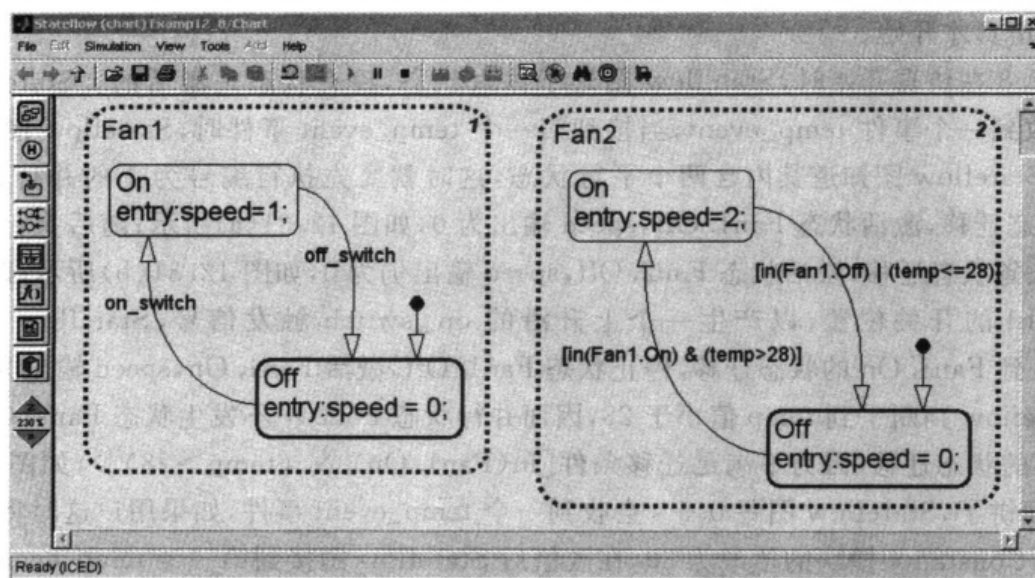 Stateflow (chart) Examp12_8/Chart
File Edit Simulation View Tools Add Help
Fan1
1
On
entry:speed=1;
off_switch
on_switch
Off
entry:speed = 0;
Fan2
2
On
entry:speed=2;
[in(Fan1.Off) | (temp<=28)]
[in(Fan1.On) & (temp>28)]
Off
entry:speed = 0;
230%
Ready (ICED)